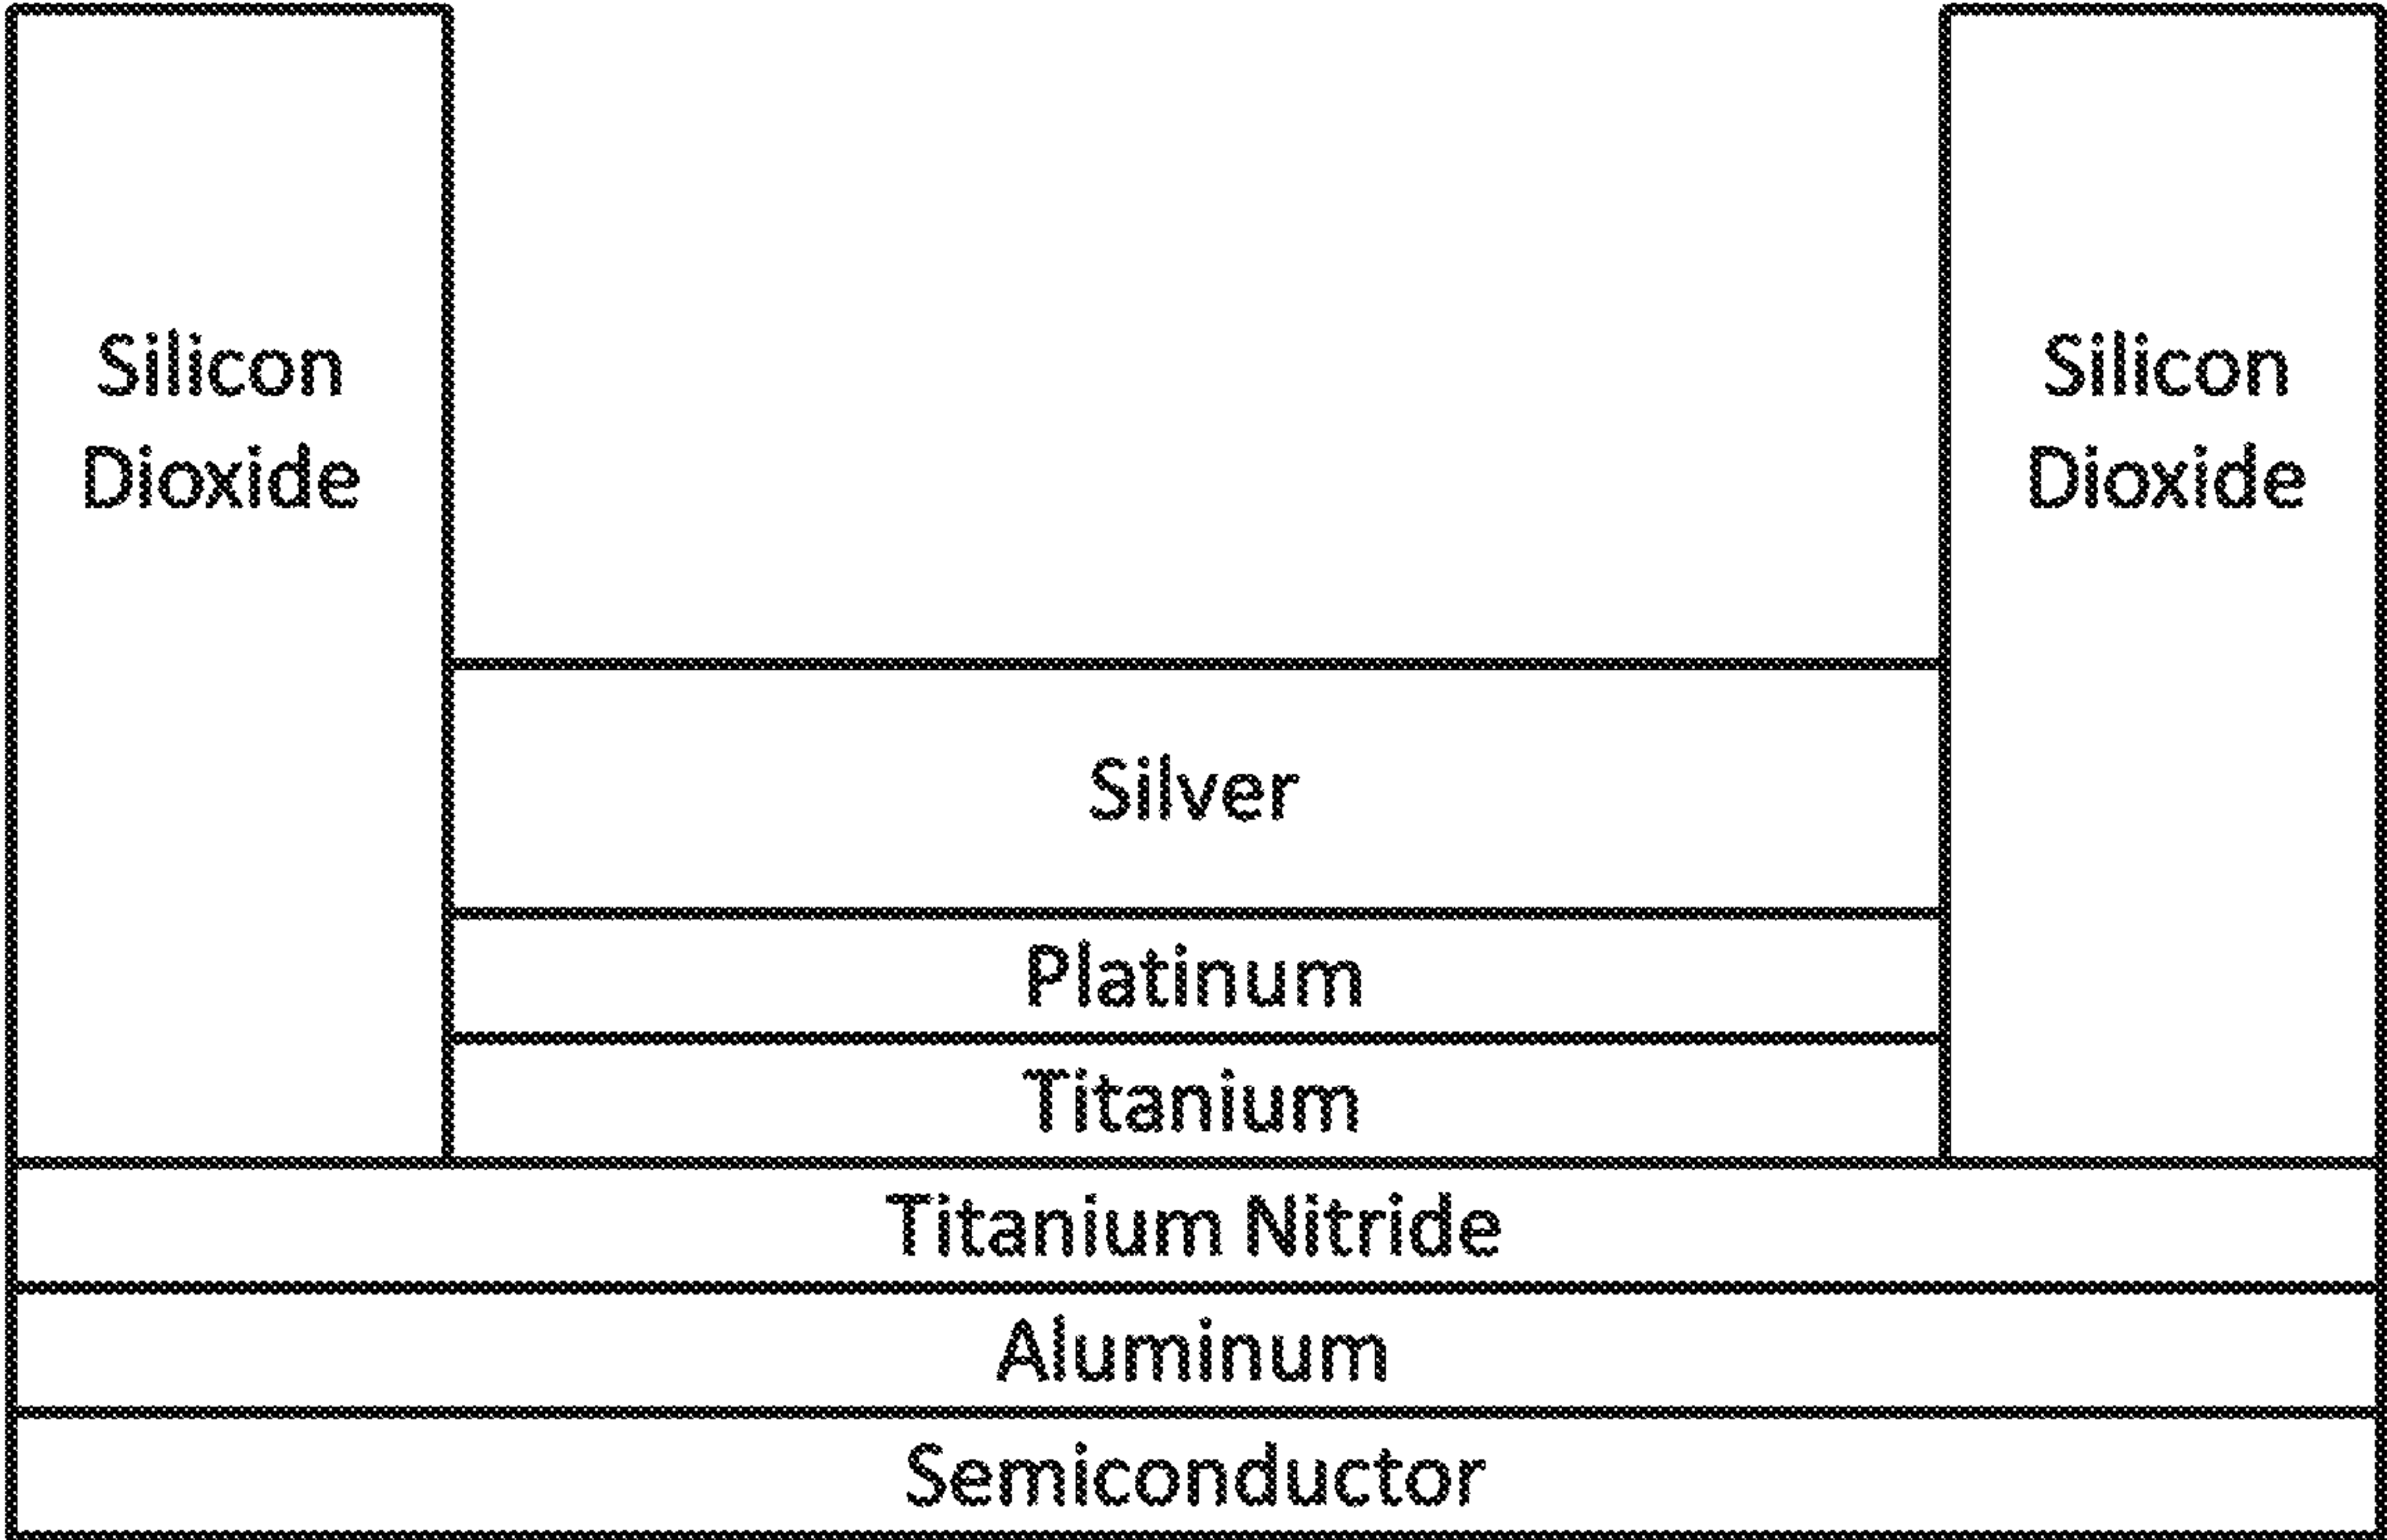 Silicon
Dioxide
Silicon
Dioxide
Silver
Platinum
Titanium
Titanium Nitride
Aluminum
Semiconductor